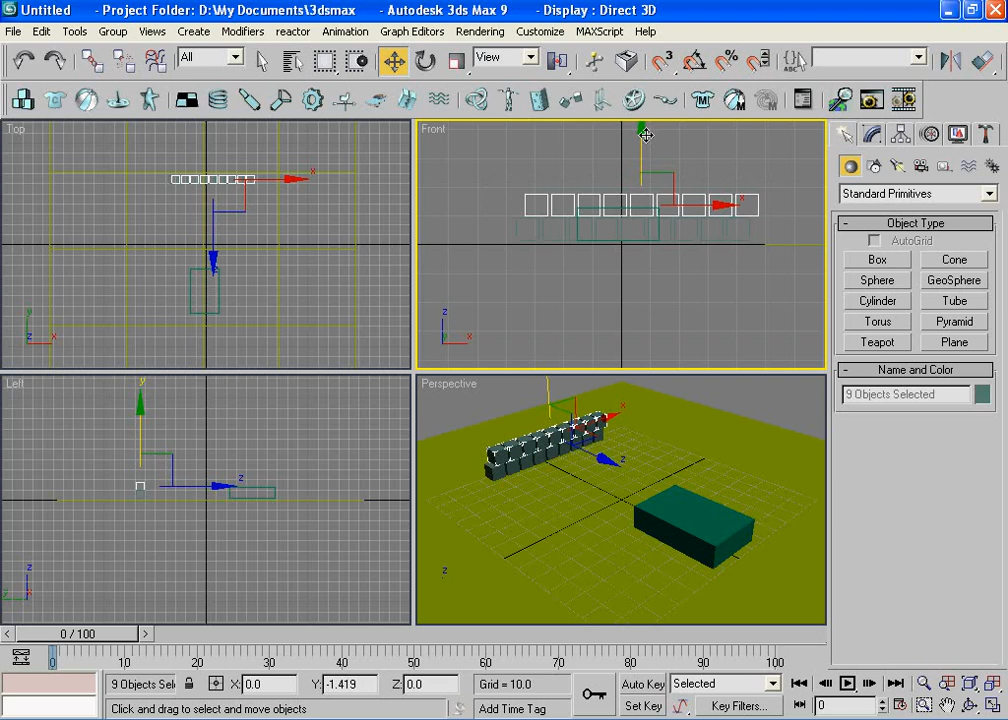 Untitled - Project Folder: D:\My Documents\3dsmax - Autodesk 3ds Max 9 - Display : Direct 3D
File Edit Tools Group Views Create Modifiers reactor Animation Graph Editors Rendering Customize MAXScript Help
All View
Top Front
x x
y z
z x y x
Standard Primitives
Object Type
AutoGrid
Box Cone
Sphere GeoSphere
Cylinder Tube
Torus Pyramid
Teapot Plane
Name and Color
9 Objects Selected
Left Perspective
y x
z z
z z
y x
0 / 100
0 10 20 30 40 50 60 70 80 90 100
9 Objects Sel X: 0.0 Y: -1.419 Z: 0.0 Grid = 10.0 Auto Key Selected
Click and drag to select and move objects Add Time Tag Set Key Key Filters... 0